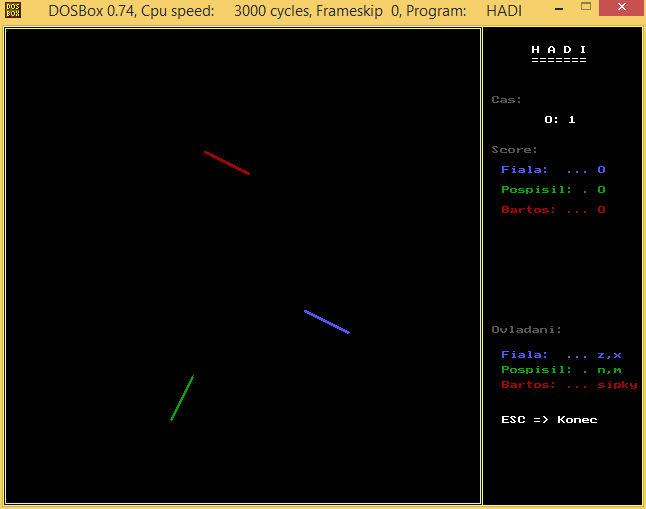 DOS BOX
DOSBox 0.74, Cpu speed: 3000 cycles, Frameskip 0, Program: HADI
H A D I
=======
Cas:
0: 1
Score:
Fiala: ... 0
Pospisil: . 0
Bartos: ... 0
Ovladani:
Fiala: ... z,x
Pospisil: . n,m
Bartos: ... sipky
ESC => Konec